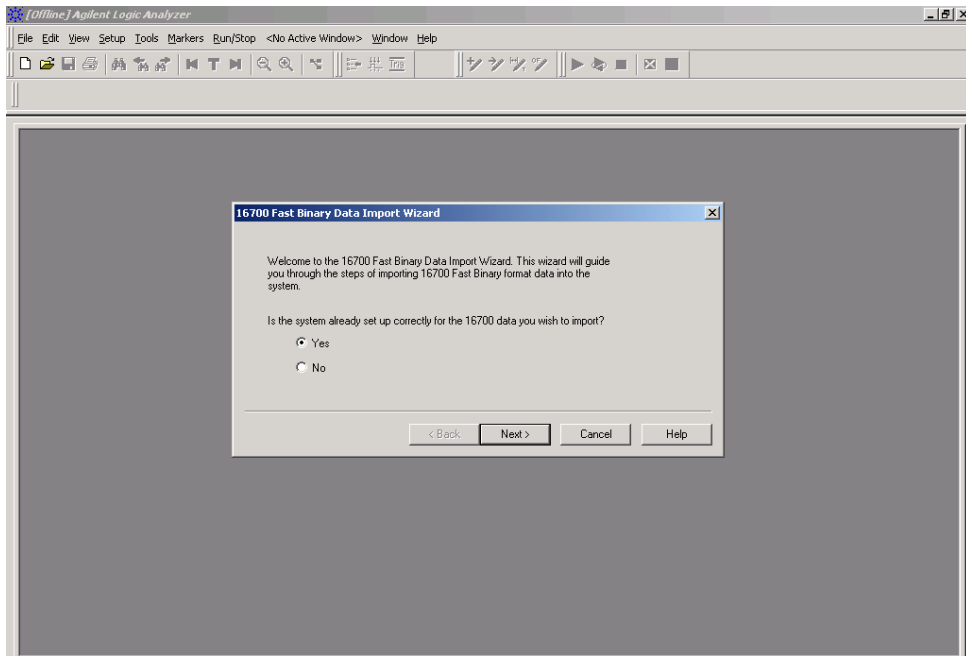 [Offline] Agilent Logic Analyzer
File Edit View Setup Tools Markers Run/Stop <No Active Window> Window Help
16700 Fast Binary Data Import Wizard
Welcome to the 16700 Fast Binary Data Import Wizard. This wizard will guide
you through the steps of importing 16700 Fast Binary format data into the
system.
Is the system already set up correctly for the 16700 data you wish to import?
Yes
No
< Back Next > Cancel Help